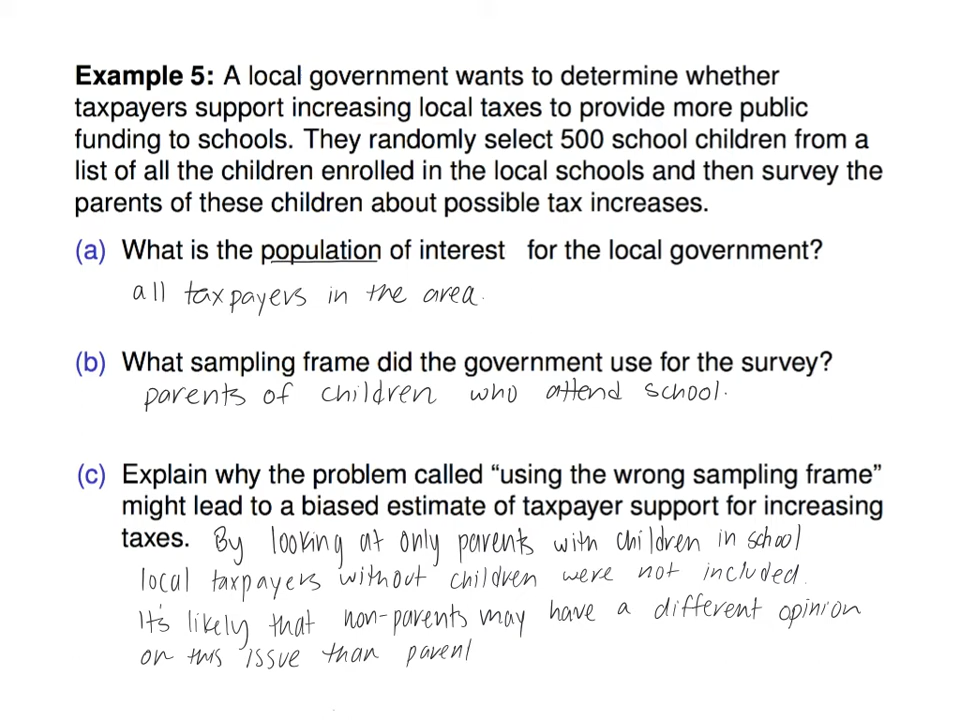 Example 5: A local government wants to determine whether
taxpayers support increasing local taxes to provide more public
funding to schools. They randomly select 500 school children from a
list of all the children enrolled in the local schools and then survey the
parents of these children about possible tax increases.
(a) What is the population of interest for the local government?
all taxpayers in the area.
(b) What sampling frame did the government use for the survey?
parents of children who attend school.
(c) Explain why the problem called “using the wrong sampling frame”
might lead to a biased estimate of taxpayer support for increasing
taxes. By looking at only parents with children in school
local taxpayers without children were not included.
It's likely that non-parents may have a different opinion
on this issue than parent